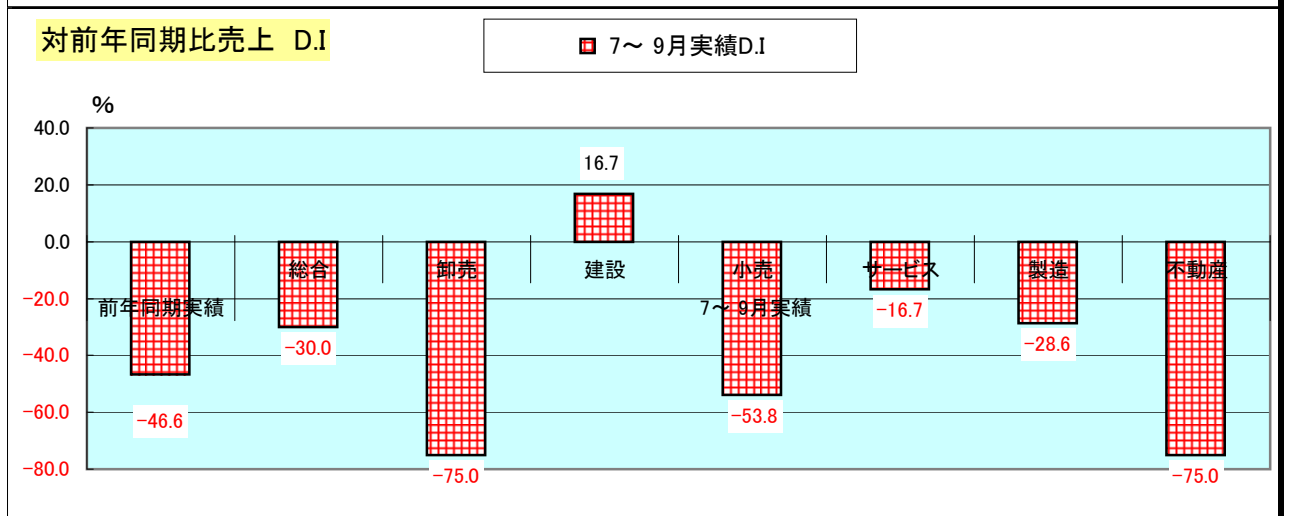 対前年同期比売上 D.I
7～ 9月実績D.I
%
40.0
20.0
0.0
-20.0
-40.0
-60.0
-80.0
16.7
総合
卸売
建設
小売
サービス
製造
不動産
前年同期実績
7～ 9月実績
-46.6
-30.0
-75.0
-53.8
-16.7
-28.6
-75.0